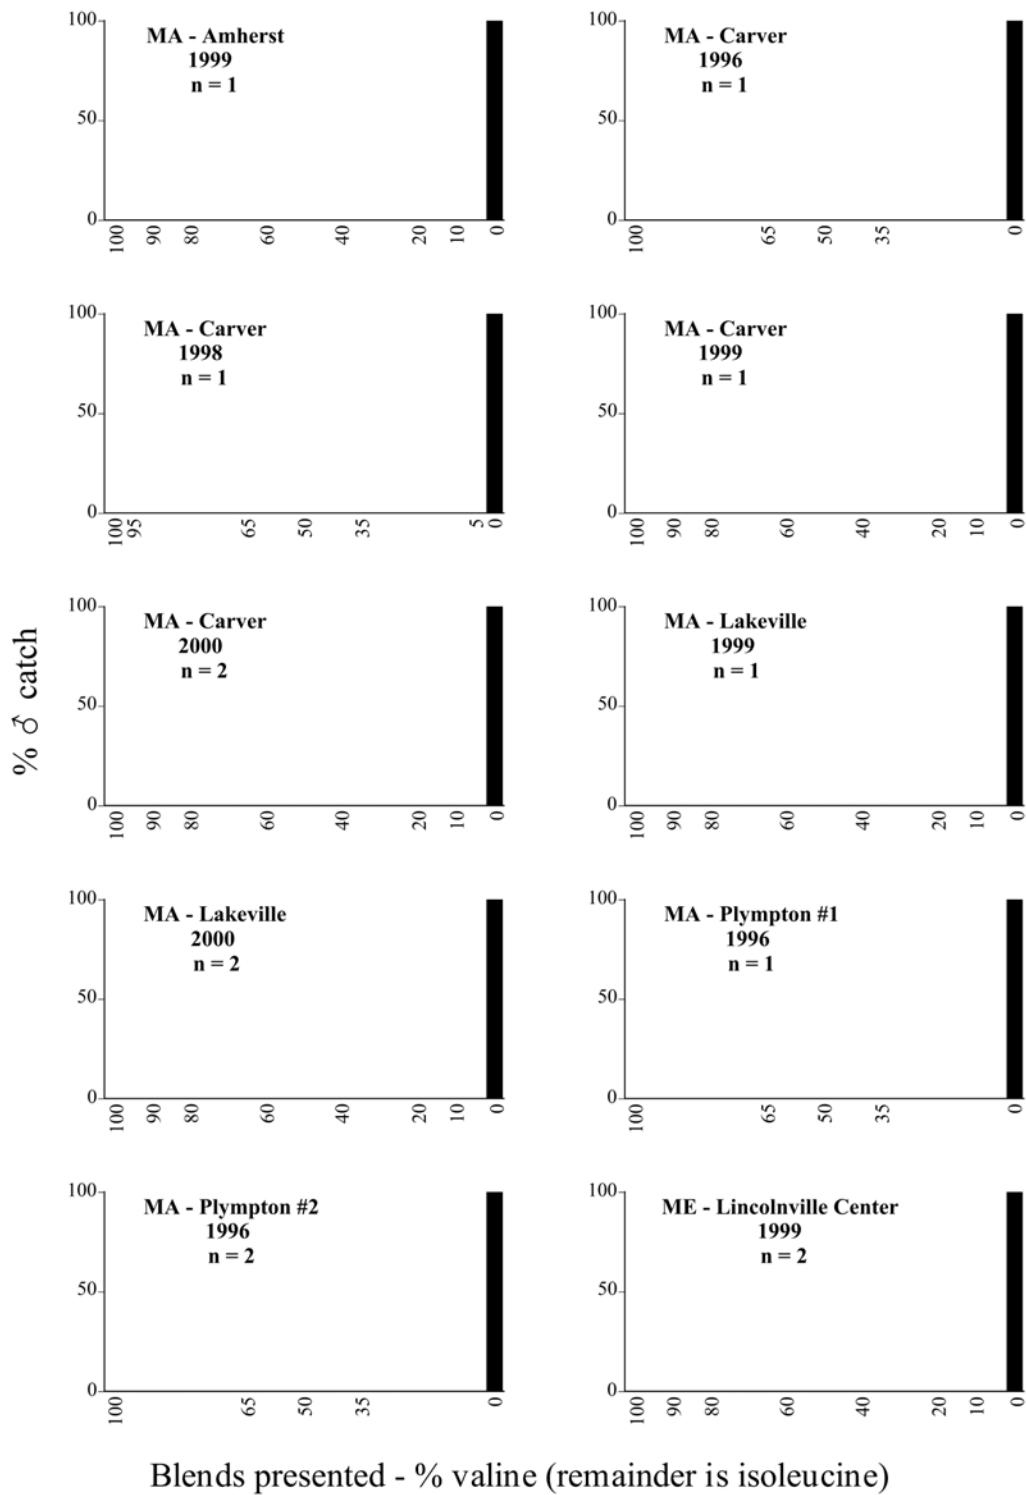 100
50
0
MA - Amherst
1999
n = 1
100 90 80 60 40 20 10 0
100
50
0
MA - Carver
1996
n = 1
100 65 50 35 0
100
50
0
MA - Carver
1998
n = 1
100 95 65 50 35 5 0
100
50
0
MA - Carver
1999
n = 1
100 90 80 60 40 20 10 0
% ♂ catch
100
50
0
MA - Carver
2000
n = 2
100 90 80 60 40 20 10 0
100
50
0
MA - Lakeville
1999
n = 1
100 90 80 60 40 20 10 0
100
50
0
MA - Lakeville
2000
n = 2
100 90 80 60 40 20 10 0
100
50
0
MA - Plympton #1
1996
n = 1
100 65 50 35 0
100
50
0
MA - Plympton #2
1996
n = 2
100 65 50 35 0
100
50
0
ME - Lincolnville Center
1999
n = 2
100 90 80 60 40 20 10 0
Blends presented - % valine (remainder is isoleucine)